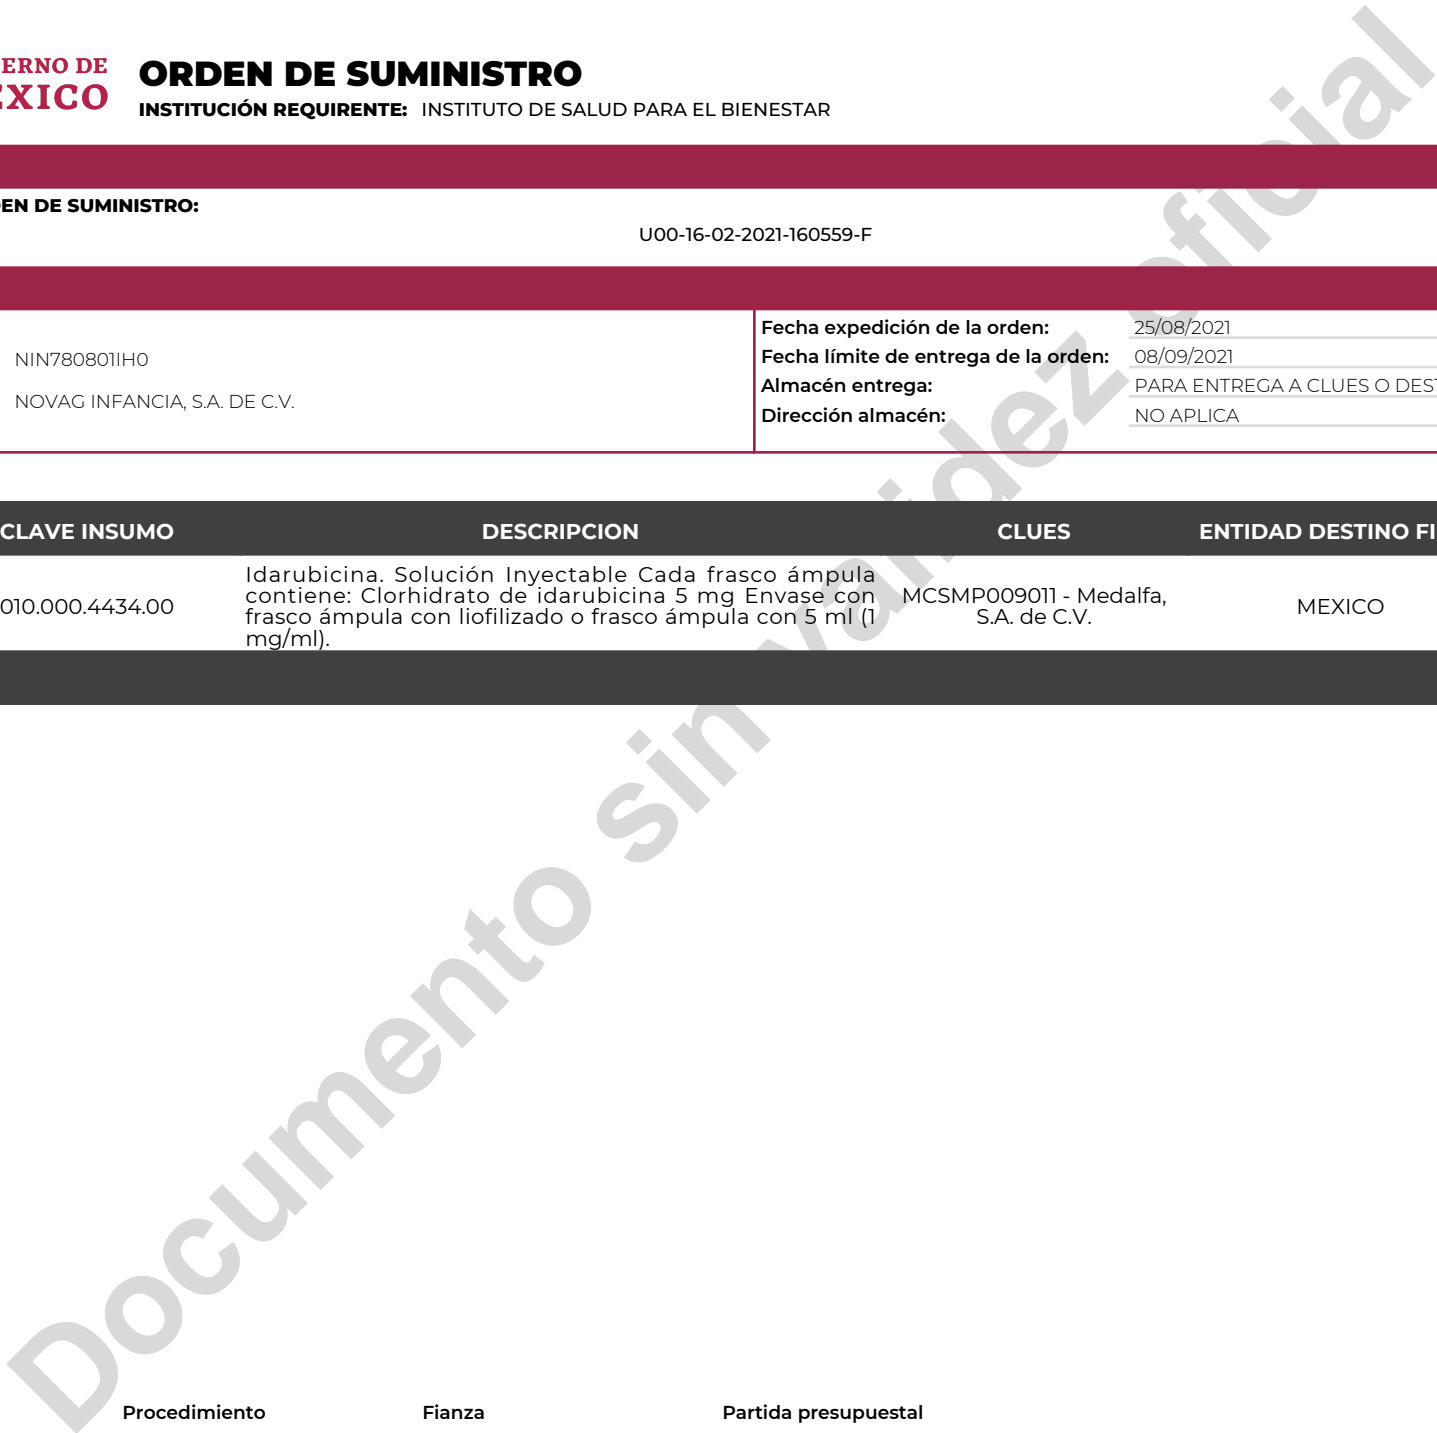 ERNO DE
EXICO
ORDEN DE SUMINISTRO
INSTITUCIÓN REQUIRENTE: INSTITUTO DE SALUD PARA EL BIENESTAR
EN DE SUMINISTRO:
U00-16-02-2021-160559-F
NIN780801IH0
NOVAG INFANCIA, S.A. DE C.V.
Fecha expedición de la orden: 25/08/2021
Fecha límite de entrega de la orden: 08/09/2021
Almacén entrega: PARA ENTREGA A CLUES O DEST
Dirección almacén: NO APLICA
CLAVE INSUMO DESCRIPCION CLUES ENTIDAD DESTINO FI
010.000.4434.00
Idarubicina. Solución Inyectable Cada frasco ámpula
contiene: Clorhidrato de idarubicina 5 mg Envase con
frasco ámpula con liofilizado o frasco ámpula con 5 ml (1
mg/ml).
MCSMP009011 - Medalfa,
S.A. de C.V.
MEXICO
Documento sin validez oficial
Procedimiento Fianza Partida presupuestal